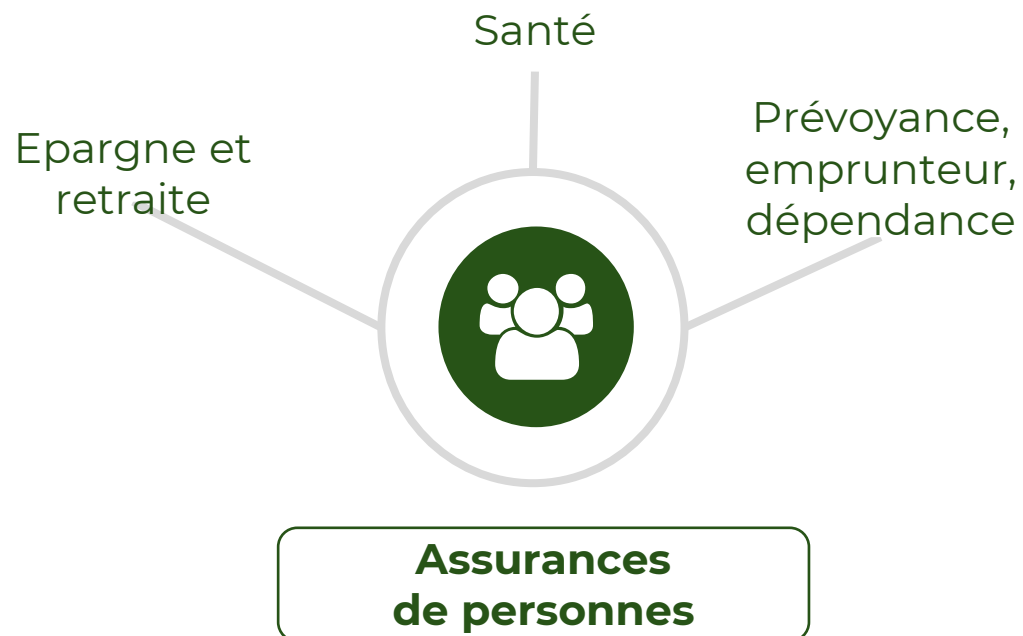 Santé
Epargne et
retraite
Prévoyance,
emprunteur,
dépendance
Assurances
de personnes